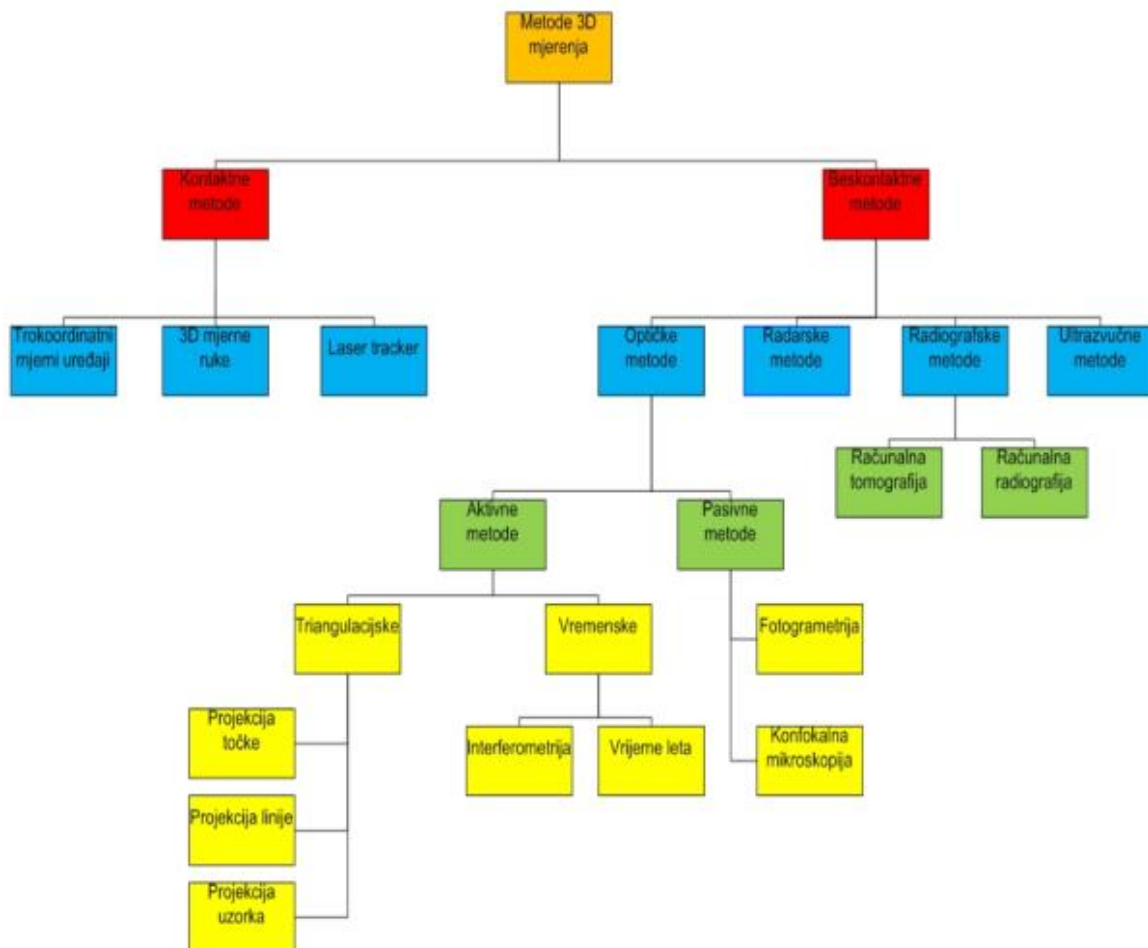 Metode 3D
mjerenja
Kontaktne
metode
Beskontaktne
metode
Trokoordinatni
mjerni uređaji
3D mjerne
ruke
Laser tracker
Optičke
metode
Radarske
metode
Radiografske
metode
Ultrazvučne
metode
Računalna
tomografija
Računalna
radiografija
Aktivne
metode
Pasivne
metode
Triangulacijske
Vremenske
Fotogrametrija
Projekcija
točke
Interferometrija
Vrijeme leta
Konfokalna
mikroskopija
Projekcija linije
Projekcija
uzorka